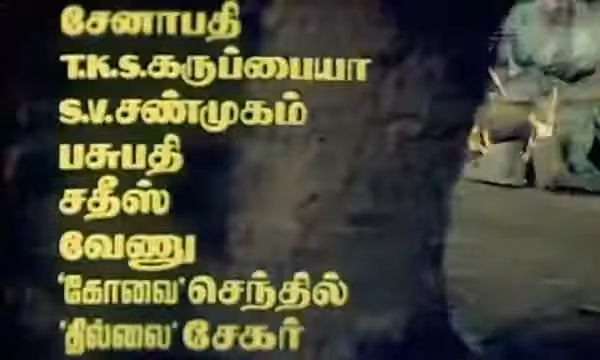 சேனாபதி
T.K.S.கருப்பையா
S.V.சண்முகம்
பசுபதி
சதீஸ்
வேணு
'கோவை' செந்தில்
'தில்லை' சேகர்